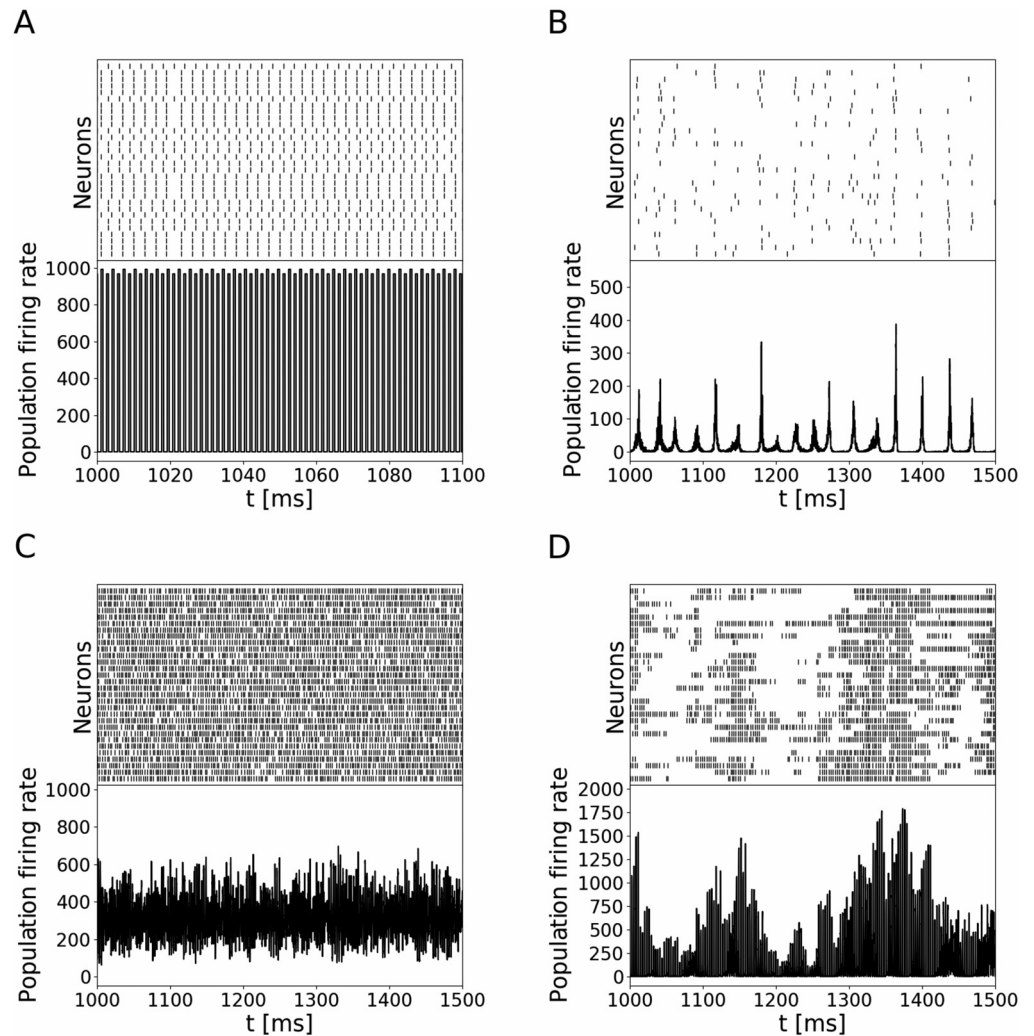 A
Neurons
Population firing rate
1000
800
600
400
200
0
1000 1020 1040 1060 1080 1100
t [ms]
B
Neurons
Population firing rate
500
400
300
200
100
0
1000 1100 1200 1300 1400 1500
t [ms]
C
Neurons
Population firing rate
1000
800
600
400
200
0
1000 1100 1200 1300 1400 1500
t [ms]
D
Neurons
Population firing rate
2000
1750
1500
1250
1000
750
500
250
0
1000 1100 1200 1300 1400 1500
t [ms]